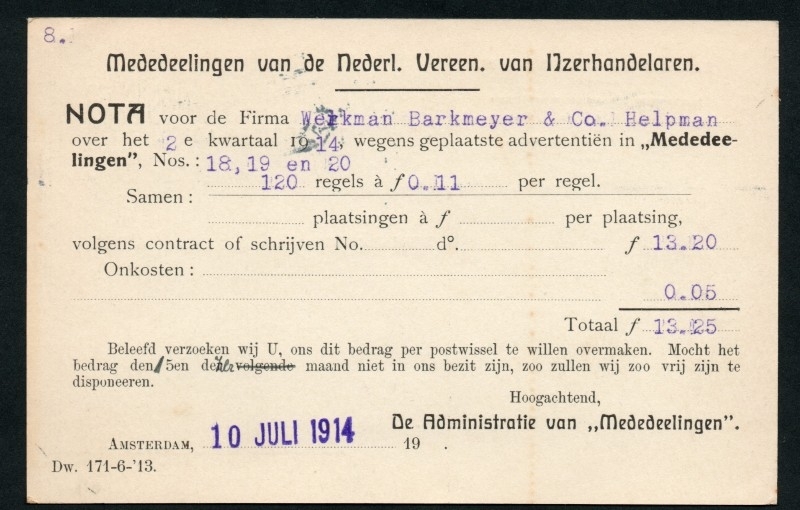 8.
Mededeelingen van de Nederl. Vereen. van IJzerhandelaren.
NOTA voor de Firma Werkman Barkmeyer & Co. Helpman
over het 2 e kwartaal 1914, wegens geplaatste advertentiën in „Mededee-
lingen", Nos.: 18, 19 en 20
120 regels à f 0.11 per regel.
Samen :
plaatsingen à f per plaatsing,
volgens contract of schrijven No. d°. f 13.20
Onkosten :
0.05
Totaal f 13.25
Beleefd verzoeken wij U, ons dit bedrag per postwissel te willen overmaken. Mocht het
bedrag den 15en de volgende maand niet in ons bezit zijn, zoo zullen wij zoo vrij zijn te
disponeeren.
Hoogachtend,
De Administratie van „Mededeelingen".
AMSTERDAM, 10 JULI 1914 19 .
Dw. 171-6-'13.